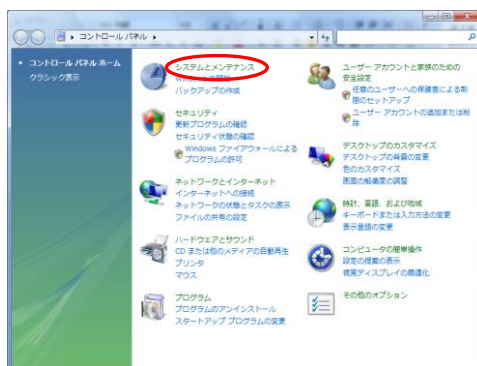 コントロール パネル
コントロール パネル ホーム
クラシック表示
システムとメンテナンス
バックアップの作成
セキュリティ
更新プログラムの確認
セキュリティ状態の確認
Windows ファイアウォールによる
プログラムの許可
ネットワークとインターネット
インターネットへの接続
ネットワークの状態とタスクの表示
ファイルの共有の設定
ハードウェアとサウンド
CD または他のメディアの自動再生
プリンタ
マウス
プログラム
プログラムのアンインストール
スタートアップ プログラムの変更
ユーザー アカウントと家族のための
安全設定
任意のユーザーへの保護者による制
限のセットアップ
ユーザー アカウントの追加または削
除
デスクトップのカスタマイズ
デスクトップの背景の変更
色のカスタマイズ
画面の解像度の調整
時計、言語、および地域
キーボードまたは入力方法の変更
表示言語の変更
コンピュータの簡単操作
設定の提案の表示
視覚ディスプレイの最適化
その他のオプション